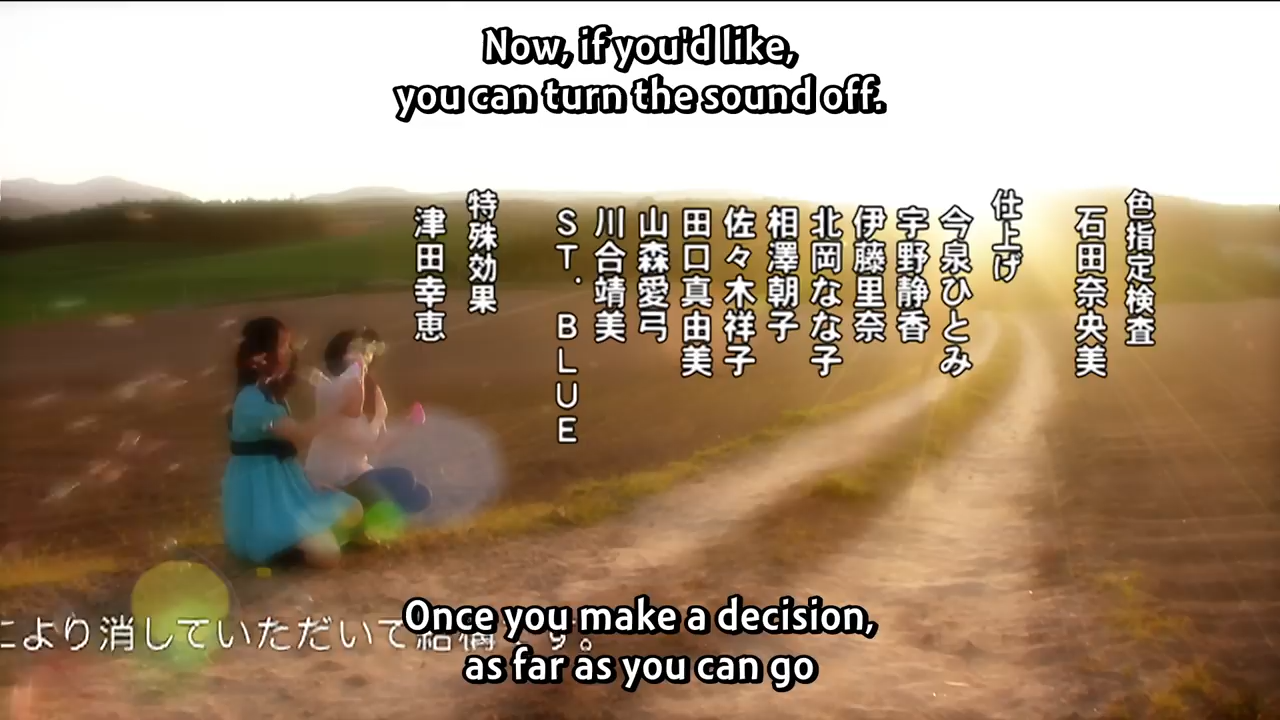 Now, if you'd like,
you can turn the sound off.
色指定検査
石田奈央美
仕上げ
今泉ひとみ
宇野静香
伊藤里奈
北岡なな子
相澤朝子
佐々木祥子
田口真由美
山森愛弓
川合靖美
ST. BLUE
特殊効果
津田幸恵
により消していただいて結構です。
Once you make a decision,
as far as you can go